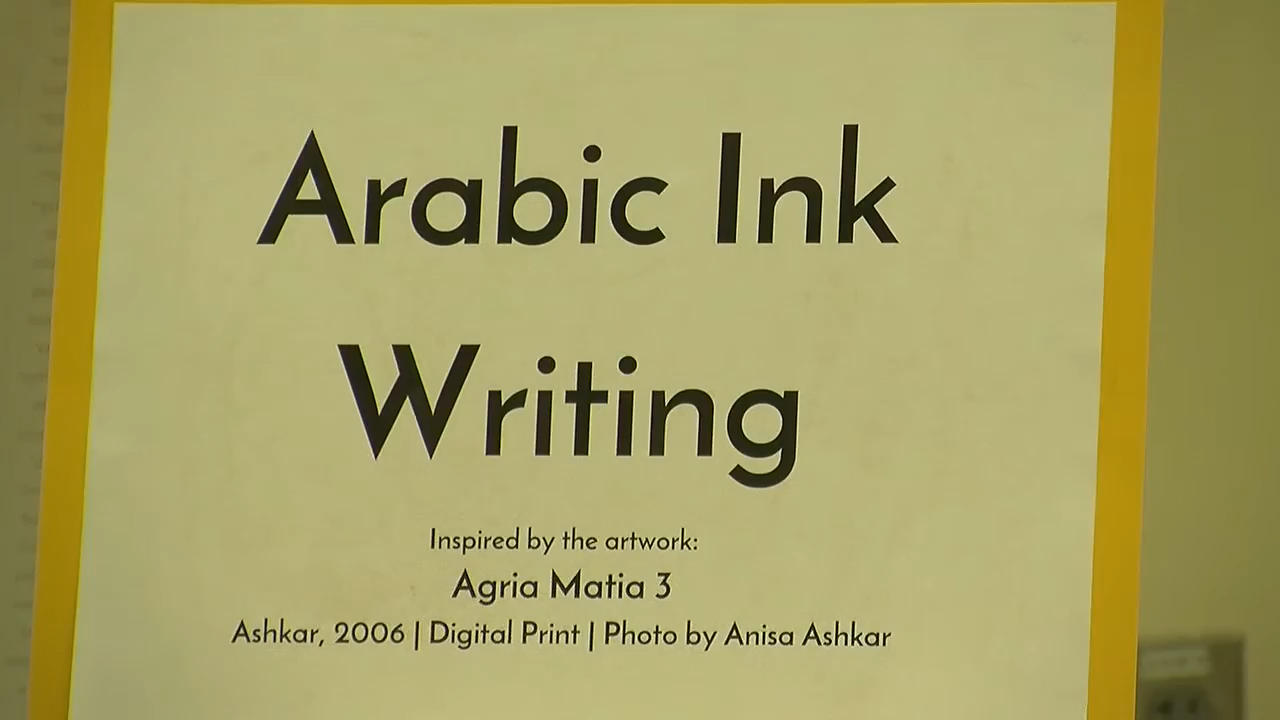 Arabic Ink
Writing
Inspired by the artwork:
Agria Matia 3
Ashkar, 2006 | Digital Print | Photo by Anisa Ashkar